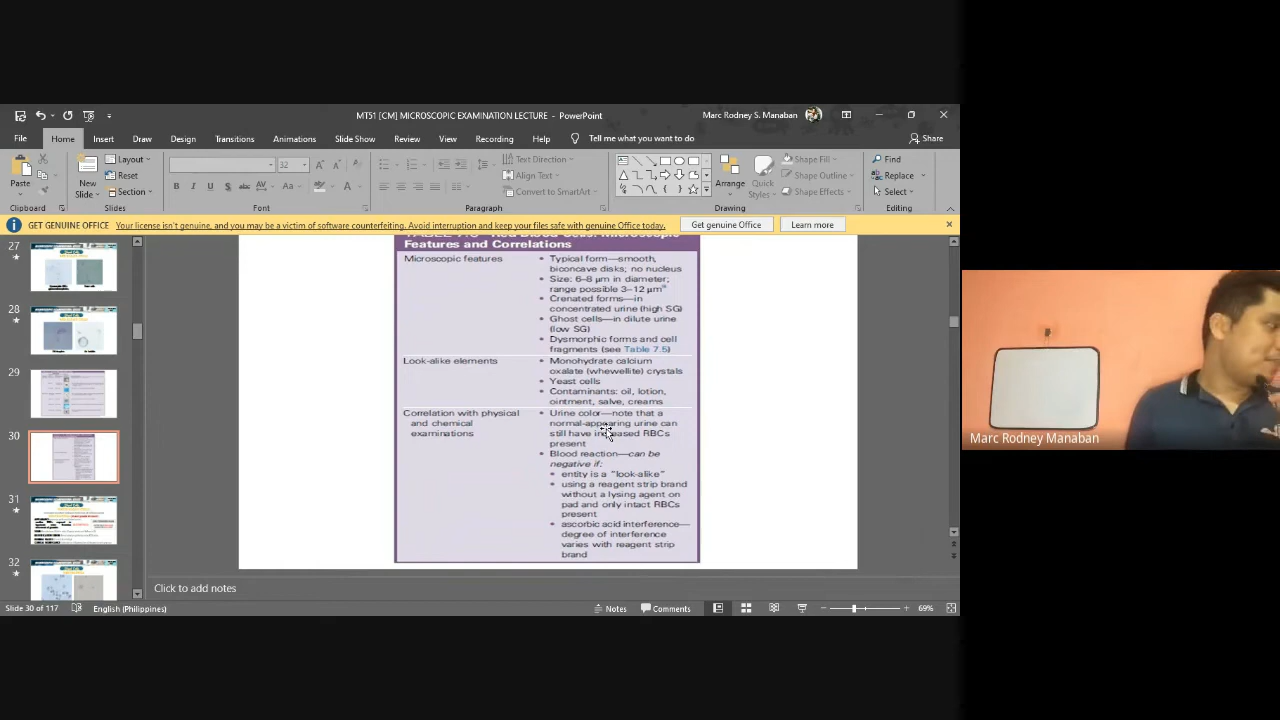 MT51 [CM] MICROSCOPIC EXAMINATION LECTURE - PowerPoint
Marc Rodney S. Manaban
File Home Insert Draw Design Transitions Animations Slide Show Review View Recording Help Tell me what you want to do Share
Paste
Clipboard
New
Slide
Layout
Reset
Section
Slides
32
B I U S abc AV Aa A
Font
Text Direction
Align Text
Convert to SmartArt
Paragraph
Arrange
Quick
Styles
Shape Fill
Shape Outline
Shape Effects
Drawing
Find
Replace
Select
Editing
GET GENUINE OFFICE Your license isn't genuine, and you may be a victim of software counterfeiting. Avoid interruption and keep your files safe with genuine Office today. Get genuine Office Learn more
27
28
29
30
31
32
Features and Correlations
Microscopic features
• Typical form—smooth,
biconcave disks; no nucleus
• Size: 6–8 μm in diameter;
range possible 3–12 μm
• Crenated forms—in
concentrated urine (high SG)
• Ghost cells—in dilute urine
(low SG)
• Dysmorphic forms and cell
fragments (see Table 7.5)
Look-alike elements
• Monohydrate calcium
oxalate (whewellite) crystals
• Yeast cells
• Contaminants: oil, lotion,
ointment, salve, creams
Correlation with physical
and chemical
examinations
• Urine color—note that a
normal-appearing urine can
still have increased RBCs
present
• Blood reaction—can be
negative if:
• entity is a "look-alike"
• using a reagent strip brand
without a lysing agent on
pad and only intact RBCs
present
• ascorbic acid interference—
degree of interference
varies with reagent strip
brand
Click to add notes
Slide 30 of 117 English (Philippines) Notes Comments 69%
Marc Rodney Manaban